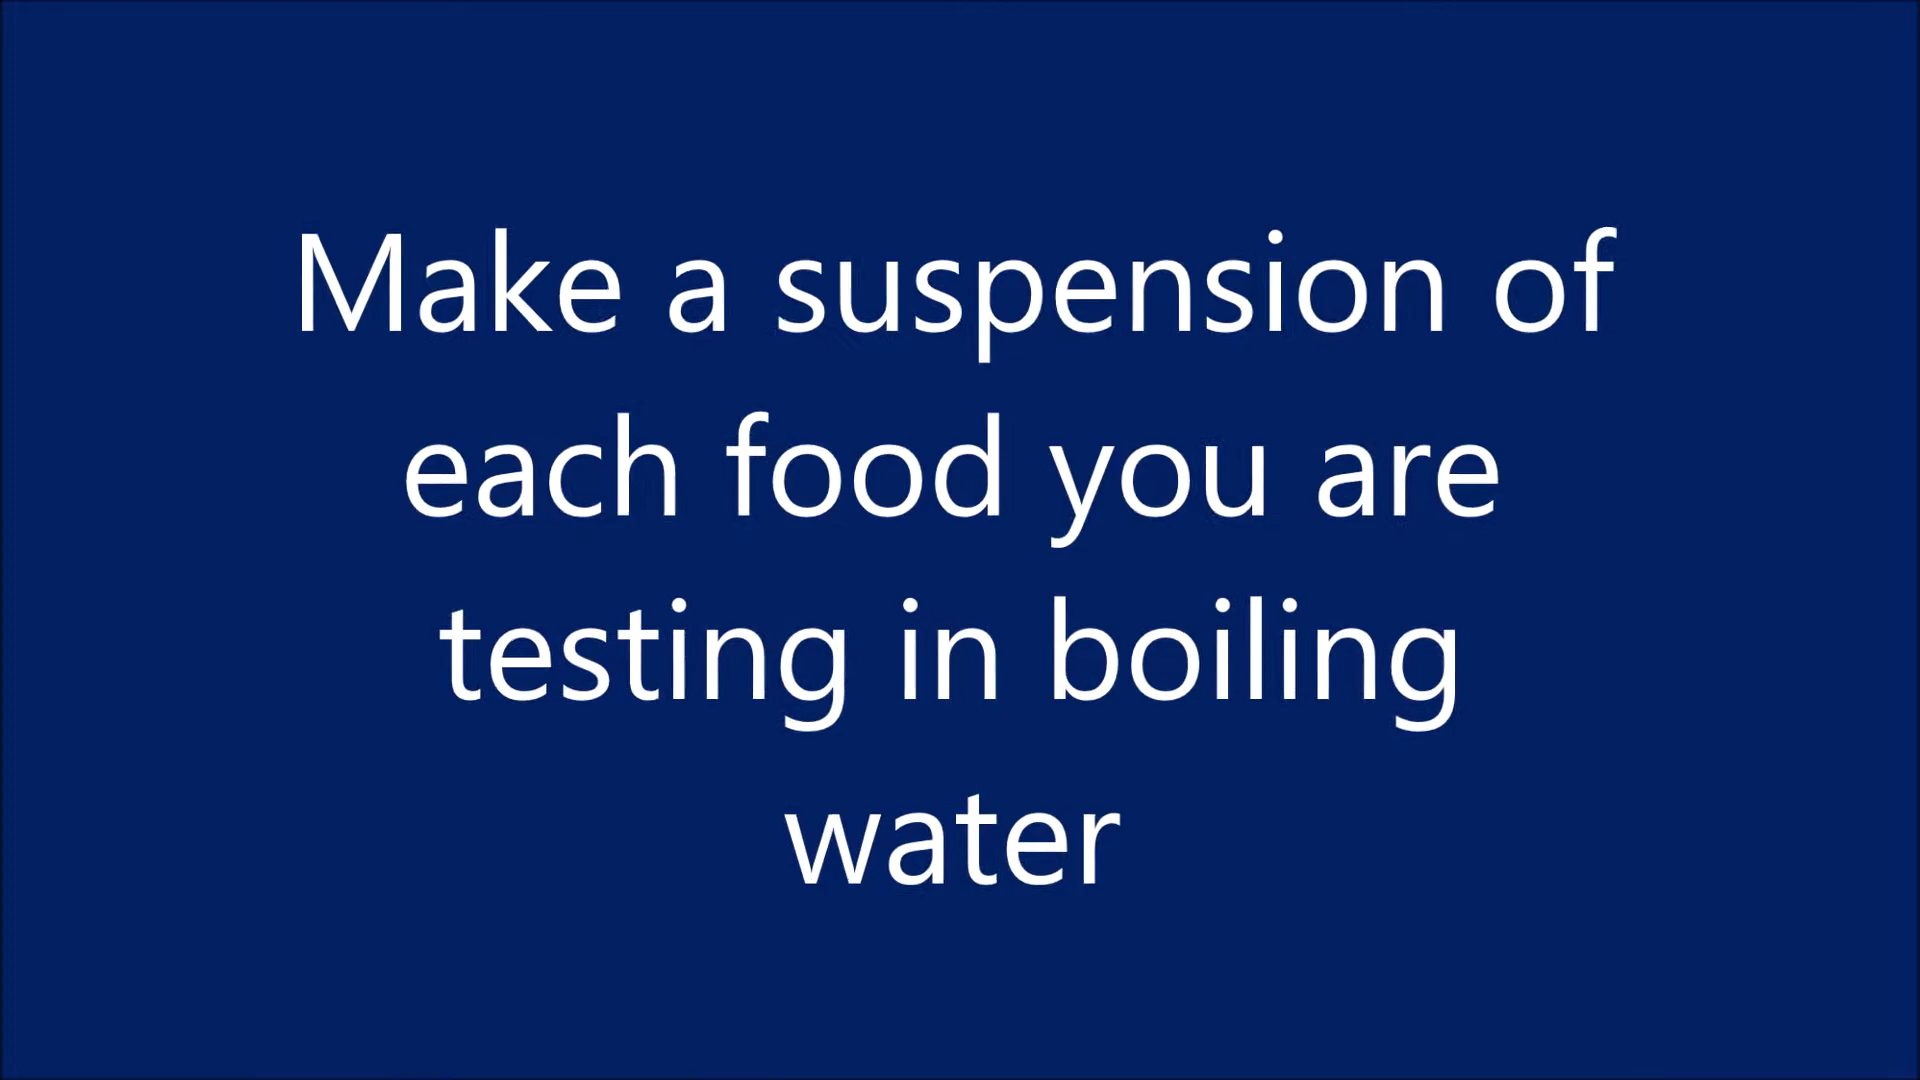 Make a suspension of
each food you are
testing in boiling
water